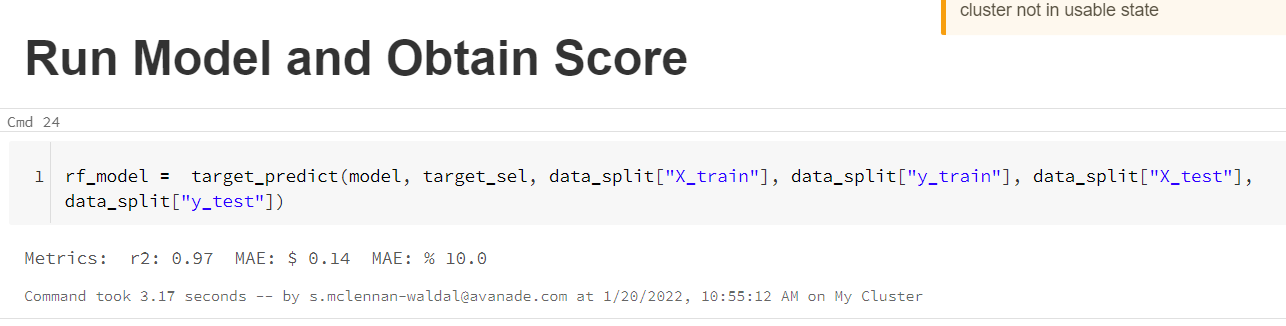 cluster not in usable state
Run Model and Obtain Score
Cmd 24
1 rf_model =  target_predict(model, target_sel, data_split["X_train"], data_split["y_train"], data_split["X_test"],
data_split["y_test"])
Metrics:  r2: 0.97  MAE: $ 0.14  MAE: % 10.0
Command took 3.17 seconds -- by s.mclennan-waldal@avanade.com at 1/20/2022, 10:55:12 AM on My Cluster